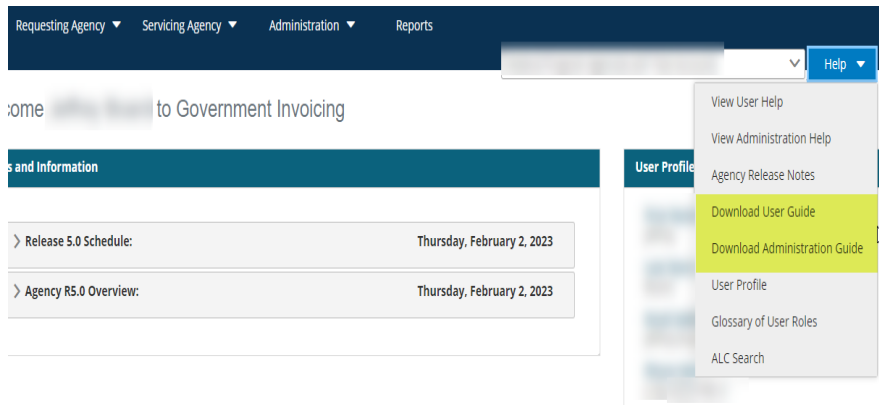 Requesting Agency Servicing Agency Administration Reports
Help
View User Help
come to Government Invoicing
View Administration Help
s and Information
User Profile
Agency Release Notes
Download User Guide
Release 5.0 Schedule: Thursday, February 2, 2023
Download Administration Guide
User Profile
Agency R5.0 Overview: Thursday, February 2, 2023
Glossary of User Roles
ALC Search